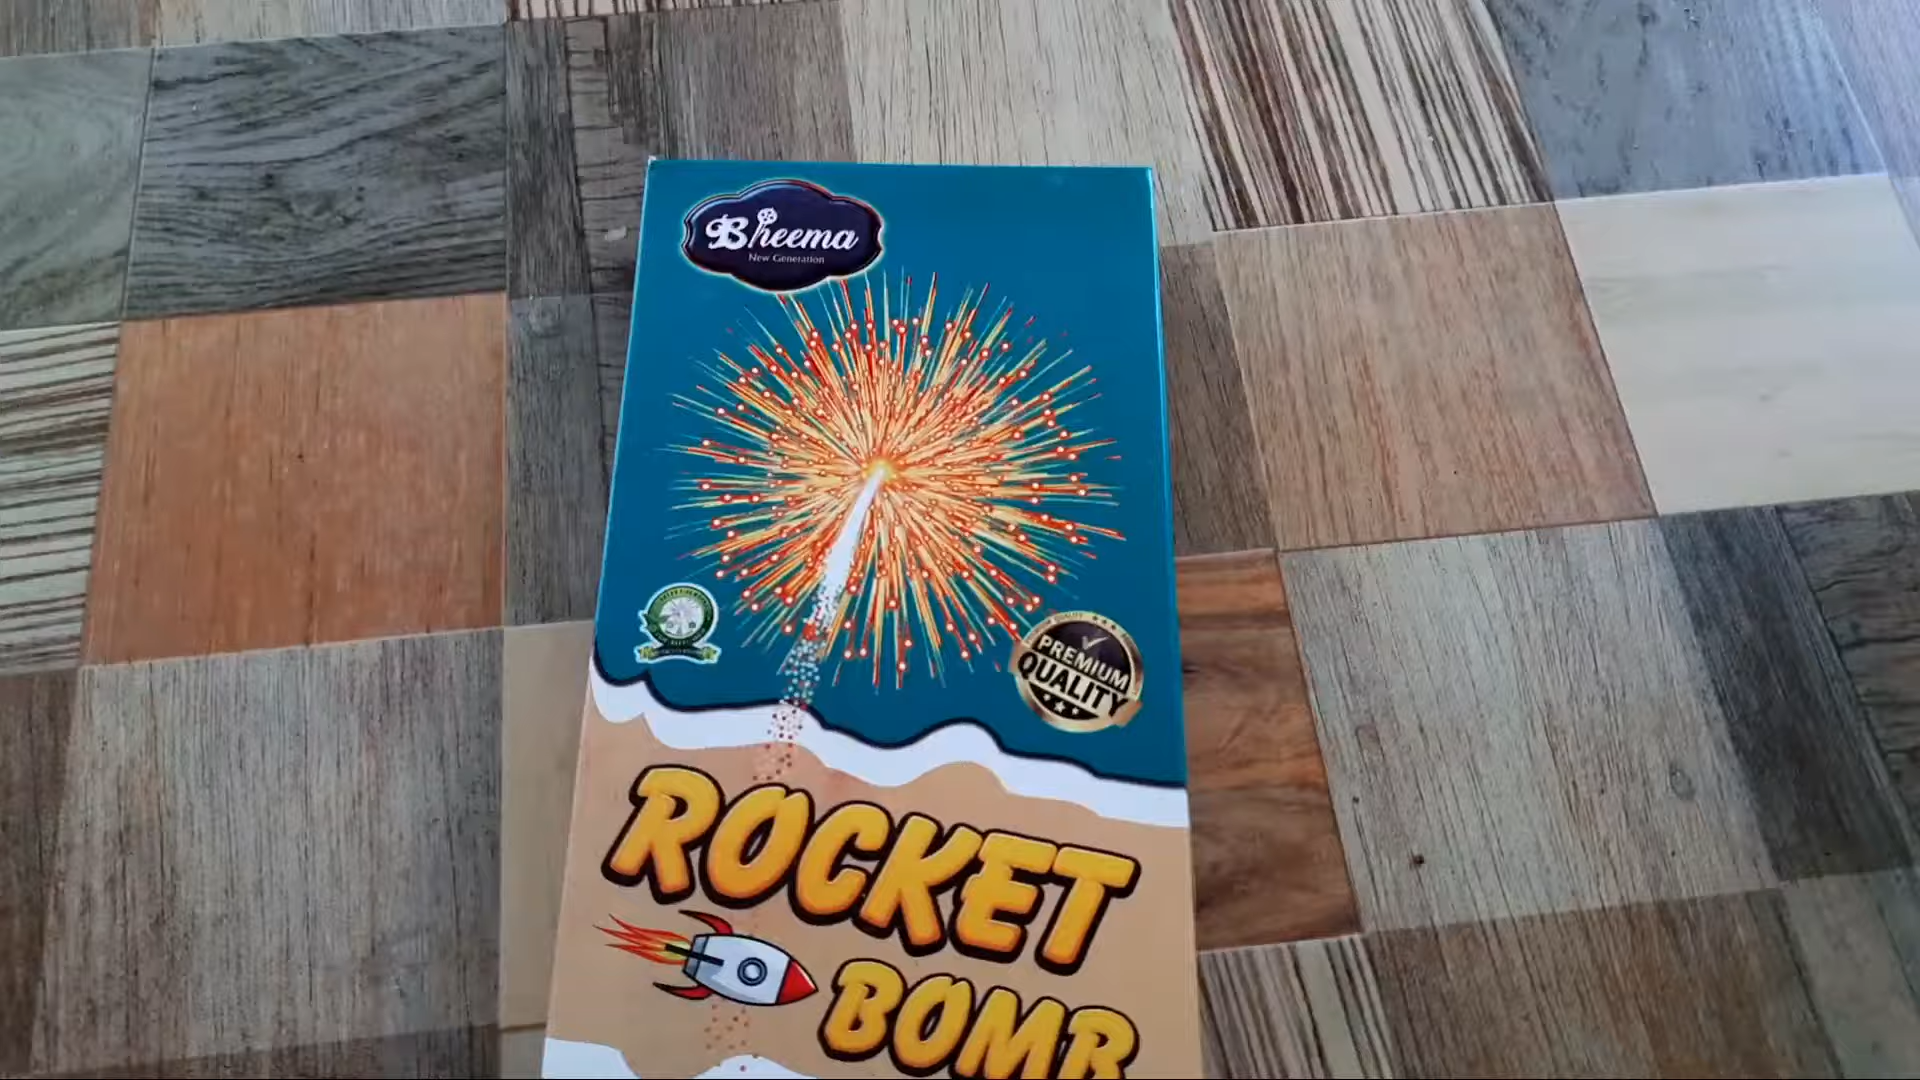 Bheema
New Generation
PREMIUM
QUALITY
ROCKET
BOMB